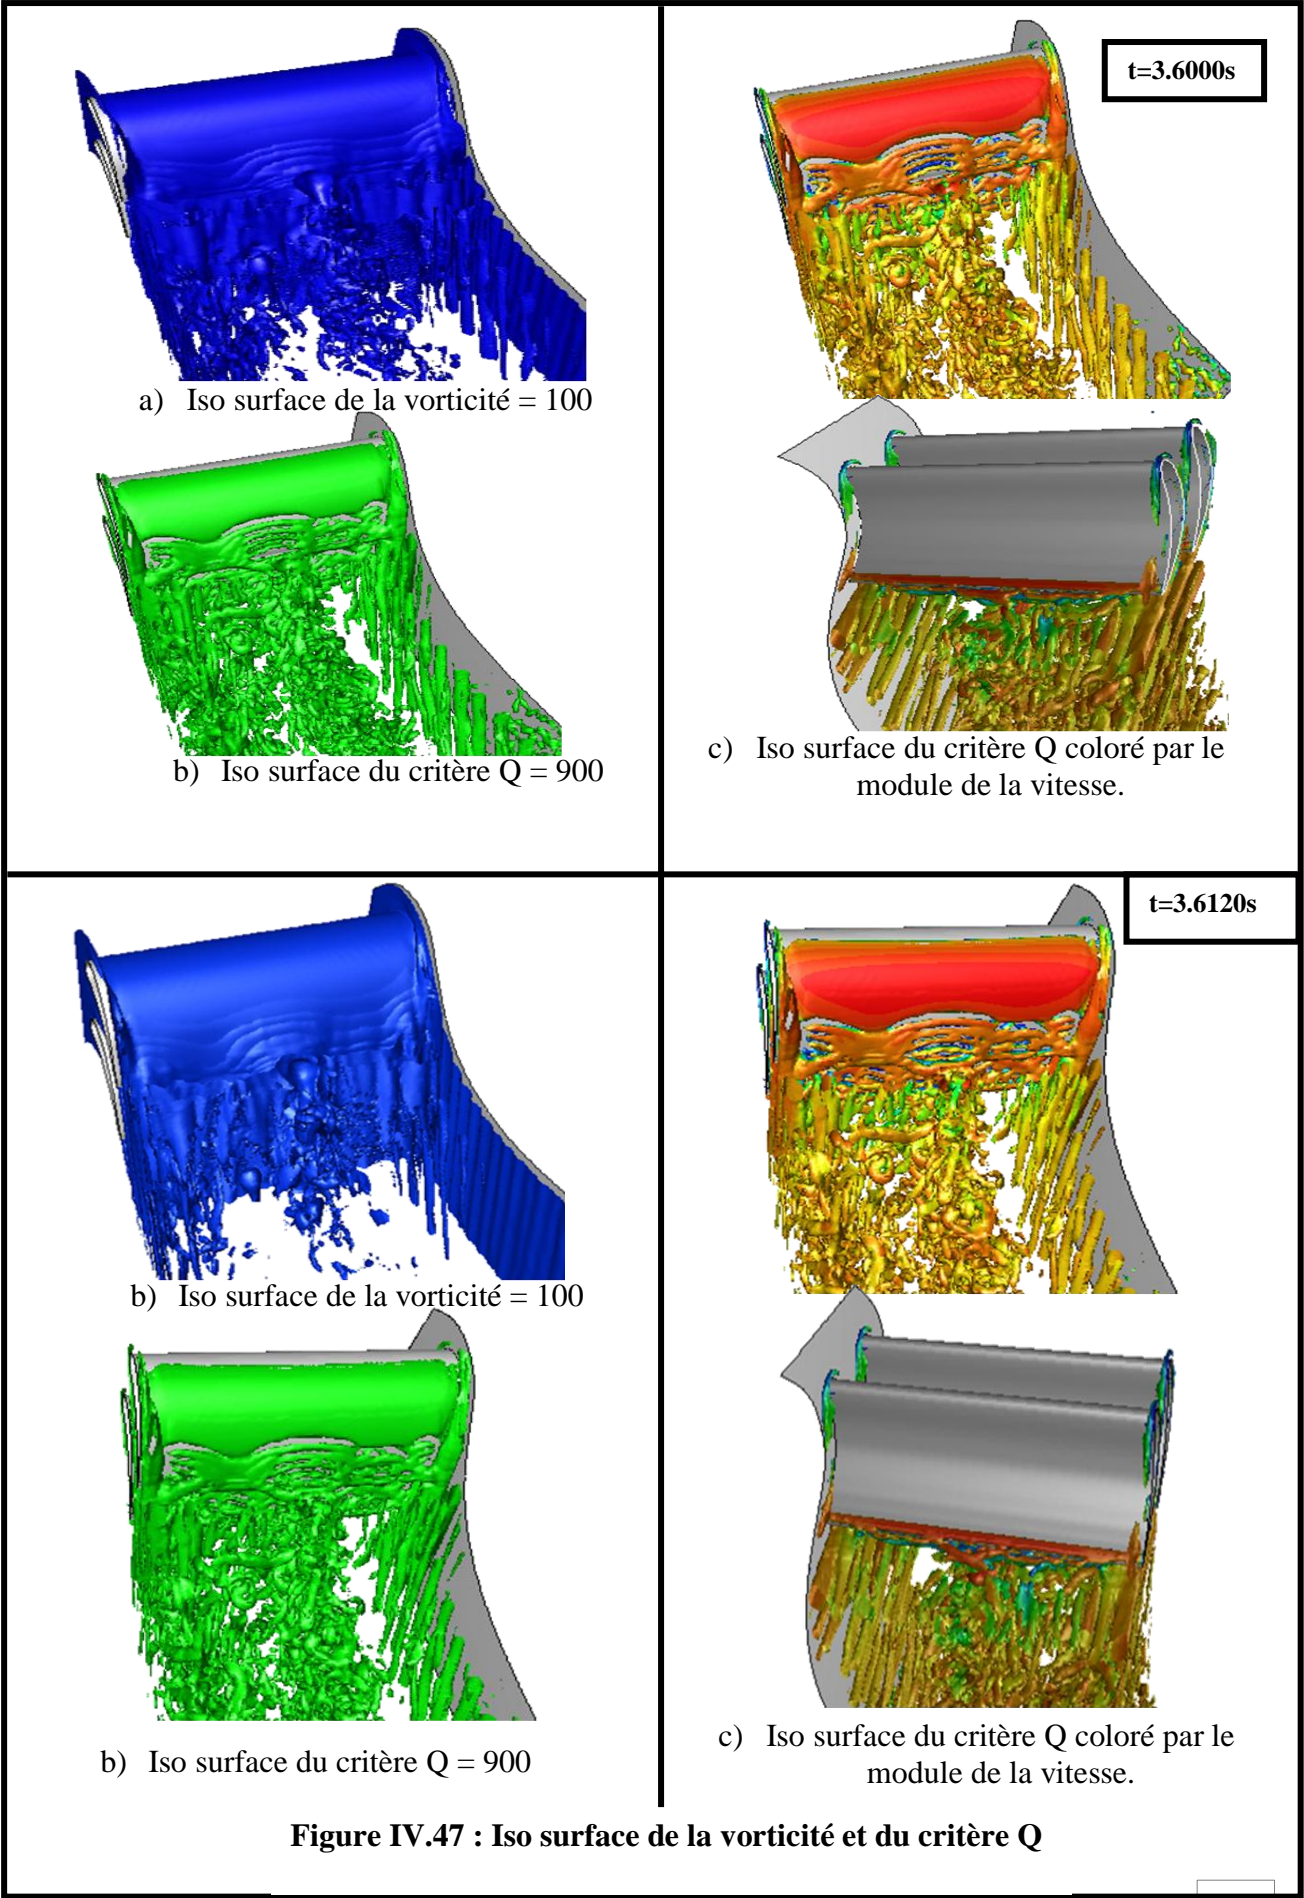 t=3.6000s
a) Iso surface de la vorticité = 100
b) Iso surface du critère Q = 900
c) Iso surface du critère Q coloré par le
module de la vitesse.
t=3.6120s
b) Iso surface de la vorticité = 100
b) Iso surface du critère Q = 900
c) Iso surface du critère Q coloré par le
module de la vitesse.
Figure IV.47 : Iso surface de la vorticité et du critère Q